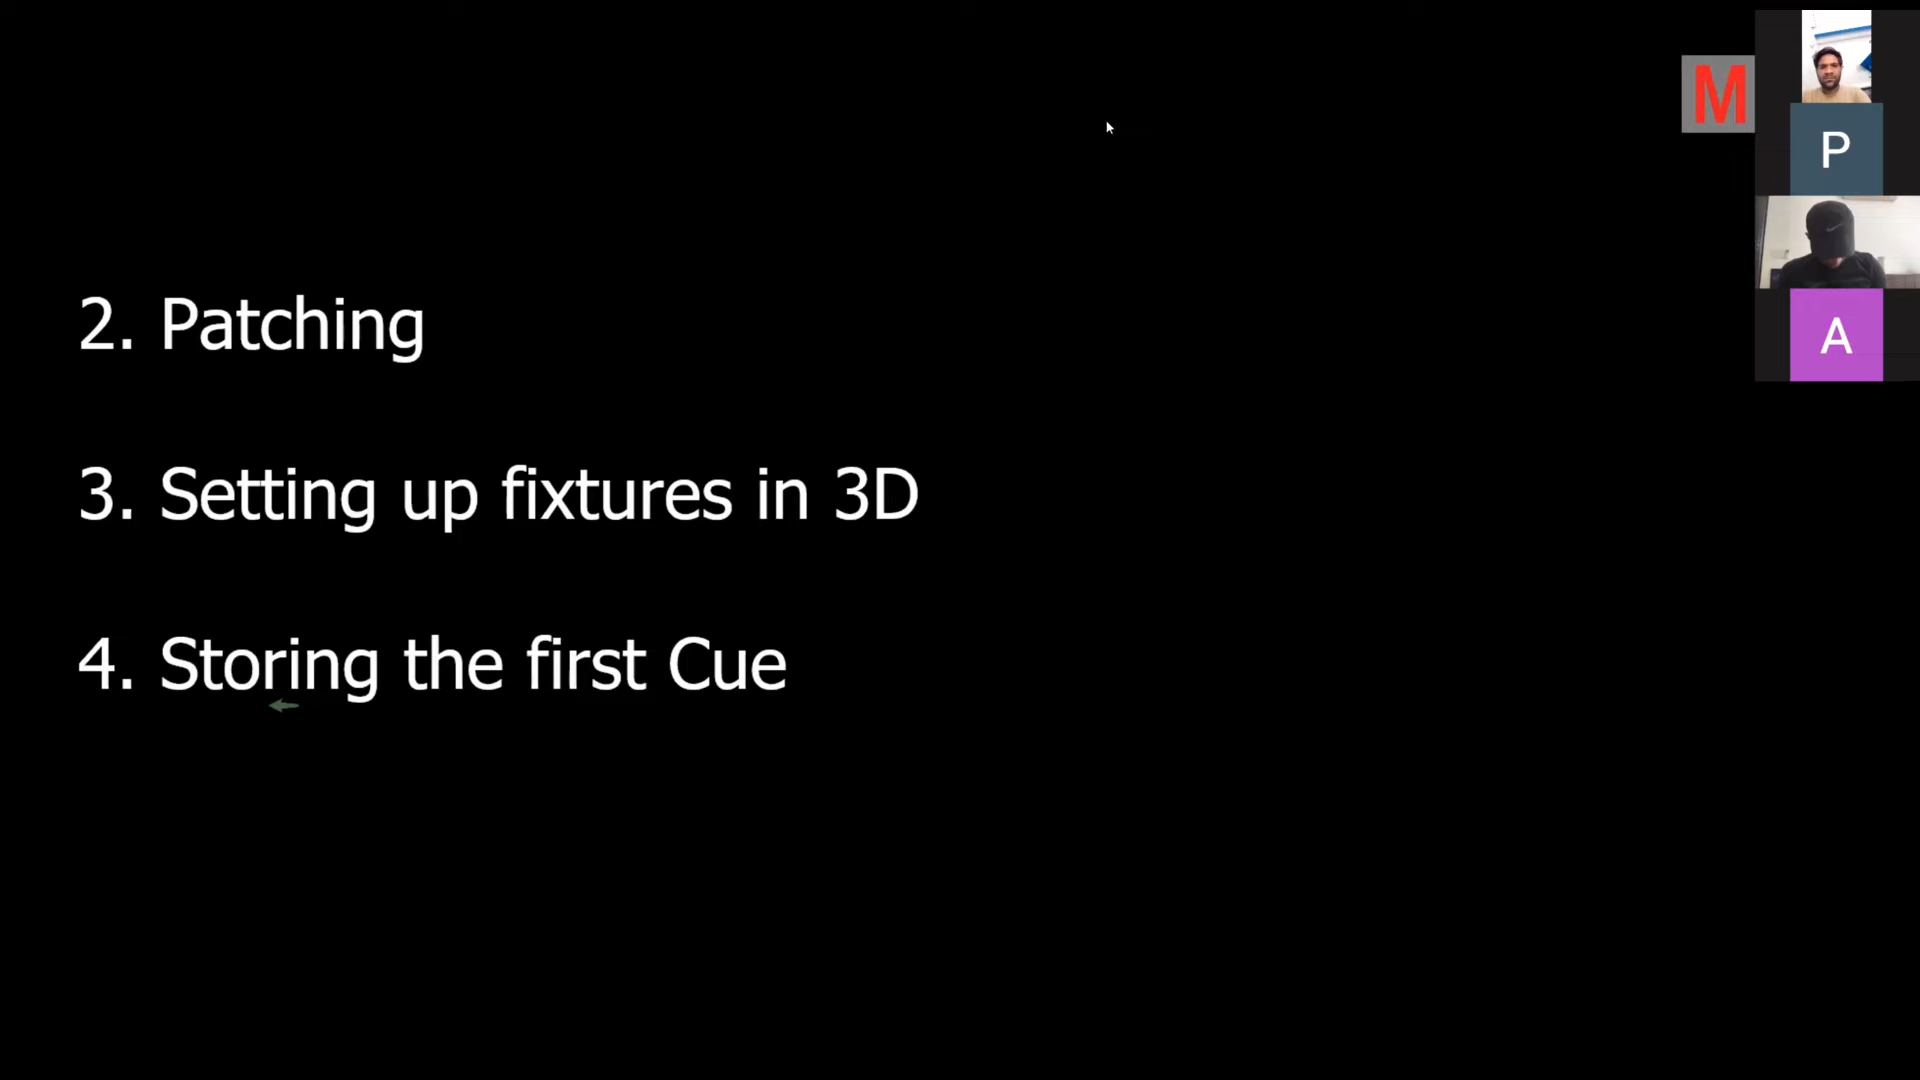 M
P
A
2. Patching
3. Setting up fixtures in 3D
4. Storing the first Cue